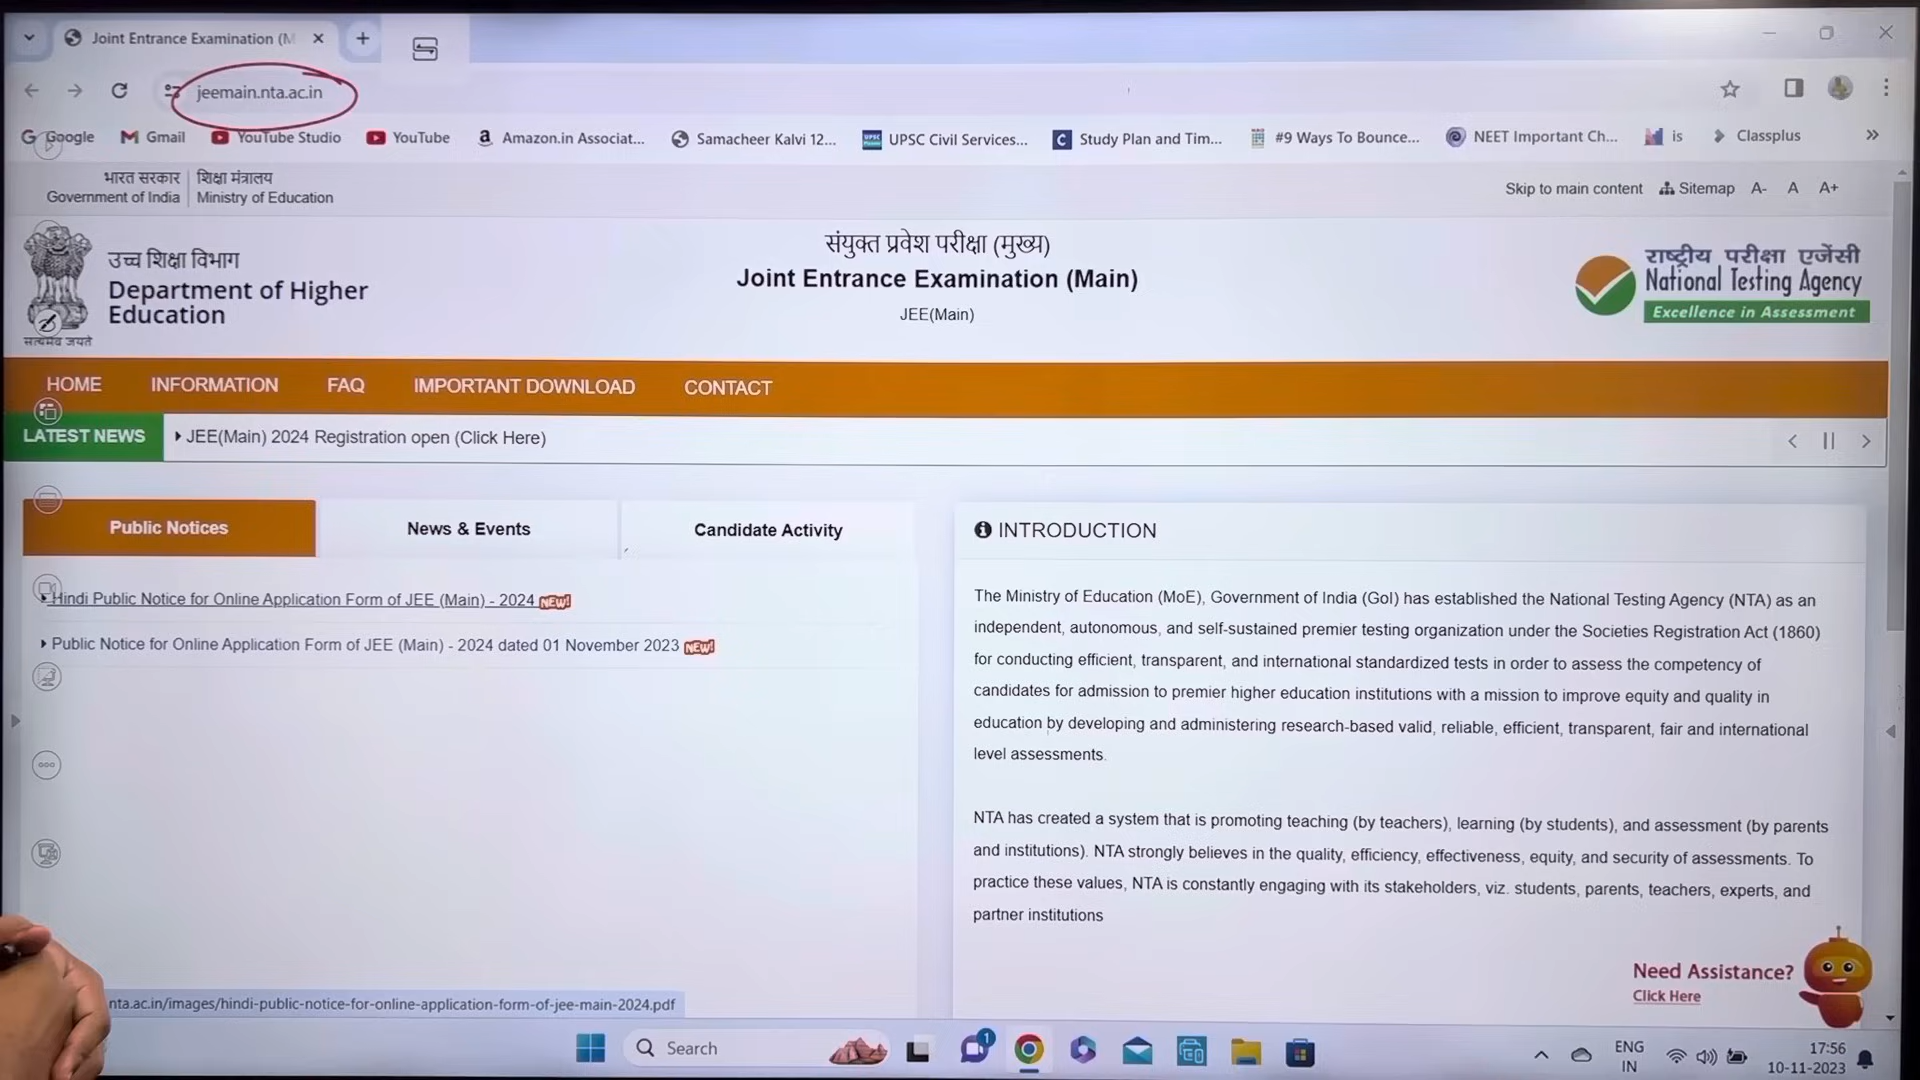 Joint Entrance Examination (M
jeemain.nta.ac.in
Google
Gmail
YouTube Studio
YouTube
Amazon.in Associat...
Samacheer Kalvi 12...
UPSC Civil Services...
Study Plan and Tim...
#9 Ways To Bounce...
NEET Important Ch...
is
Classplus
भारत सरकार
Government of India
शिक्षा मंत्रालय
Ministry of Education
Skip to main content Sitemap A- A A+
सत्यमेव जयते
उच्च शिक्षा विभाग
Department of Higher
Education
संयुक्त प्रवेश परीक्षा (मुख्य)
Joint Entrance Examination (Main)
JEE(Main)
राष्ट्रीय परीक्षा एजेंसी
National Testing Agency
Excellence in Assessment
HOME INFORMATION FAQ IMPORTANT DOWNLOAD CONTACT
LATEST NEWS JEE(Main) 2024 Registration open (Click Here)
Public Notices News & Events Candidate Activity
Hindi Public Notice for Online Application Form of JEE (Main) - 2024 NEW!
Public Notice for Online Application Form of JEE (Main) - 2024 dated 01 November 2023 NEW!
INTRODUCTION
The Ministry of Education (MoE), Government of India (GoI) has established the National Testing Agency (NTA) as an
independent, autonomous, and self-sustained premier testing organization under the Societies Registration Act (1860)
for conducting efficient, transparent, and international standardized tests in order to assess the competency of
candidates for admission to premier higher education institutions with a mission to improve equity and quality in
education by developing and administering research-based valid, reliable, efficient, transparent, fair and international
level assessments.
NTA has created a system that is promoting teaching (by teachers), learning (by students), and assessment (by parents
and institutions). NTA strongly believes in the quality, efficiency, effectiveness, equity, and security of assessments. To
practice these values, NTA is constantly engaging with its stakeholders, viz. students, parents, teachers, experts, and
partner institutions
Need Assistance?
Click Here
nta.ac.in/images/hindi-public-notice-for-online-application-form-of-jee-main-2024.pdf
Search
1
ENG
IN
17:56
10-11-2023